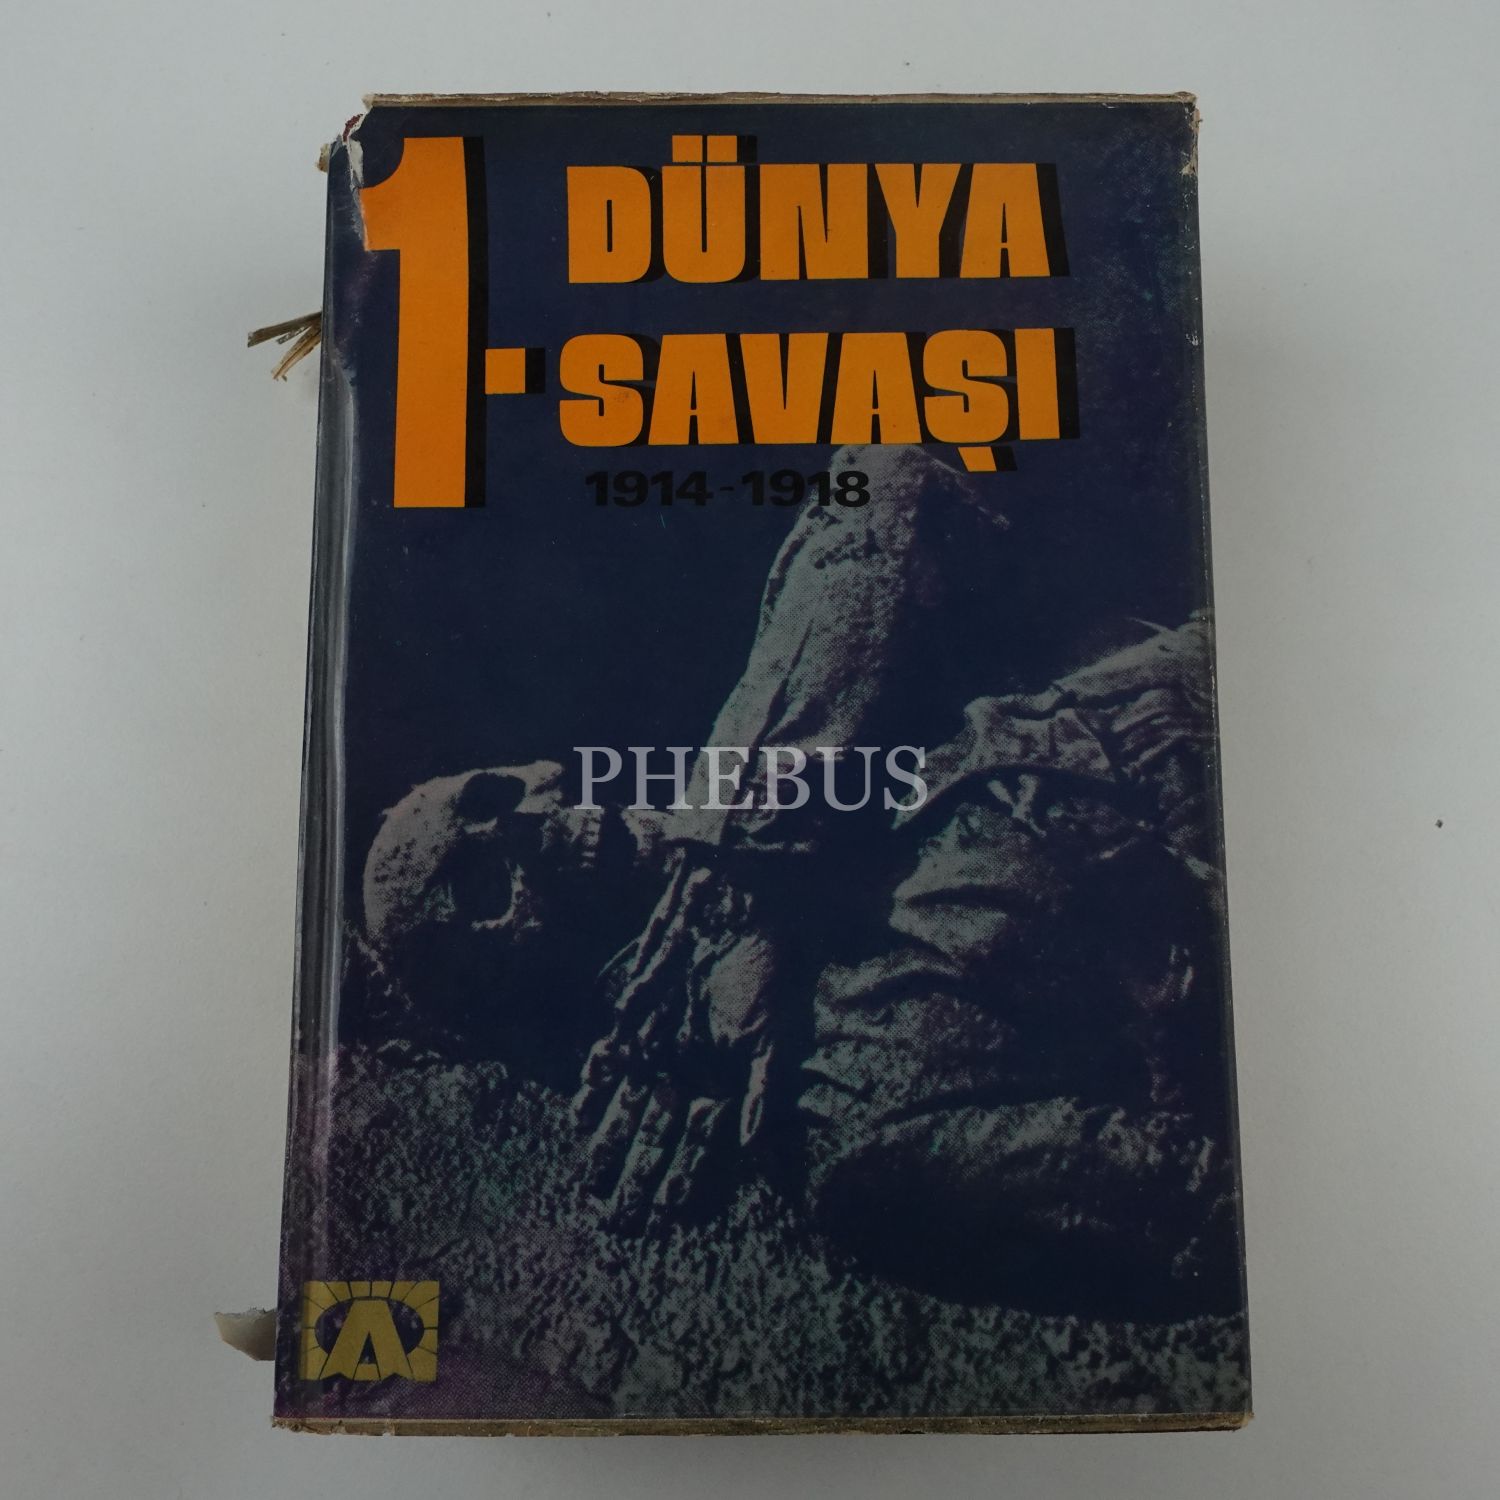 1. DÜNYA
SAVAŞI
1914-1918
PHEBUS
A